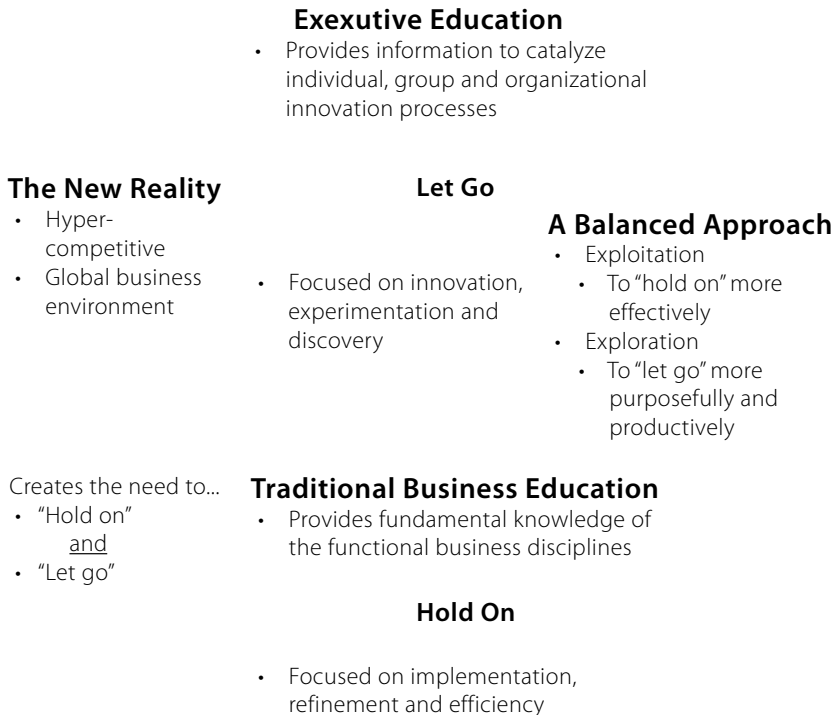 Exexutive Education
• Provides information to catalyze
individual, group and organizational
innovation processes
The New Reality
• Hyper-
competitive
• Global business
environment
Let Go
• Focused on innovation,
experimentation and
discovery
A Balanced Approach
• Exploitation
• To “hold on” more
effectively
• Exploration
• To “let go” more
purposefully and
productively
Creates the need to...
• “Hold on”
and
• “Let go”
Traditional Business Education
• Provides fundamental knowledge of
the functional business disciplines
Hold On
• Focused on implementation,
refinement and efficiency